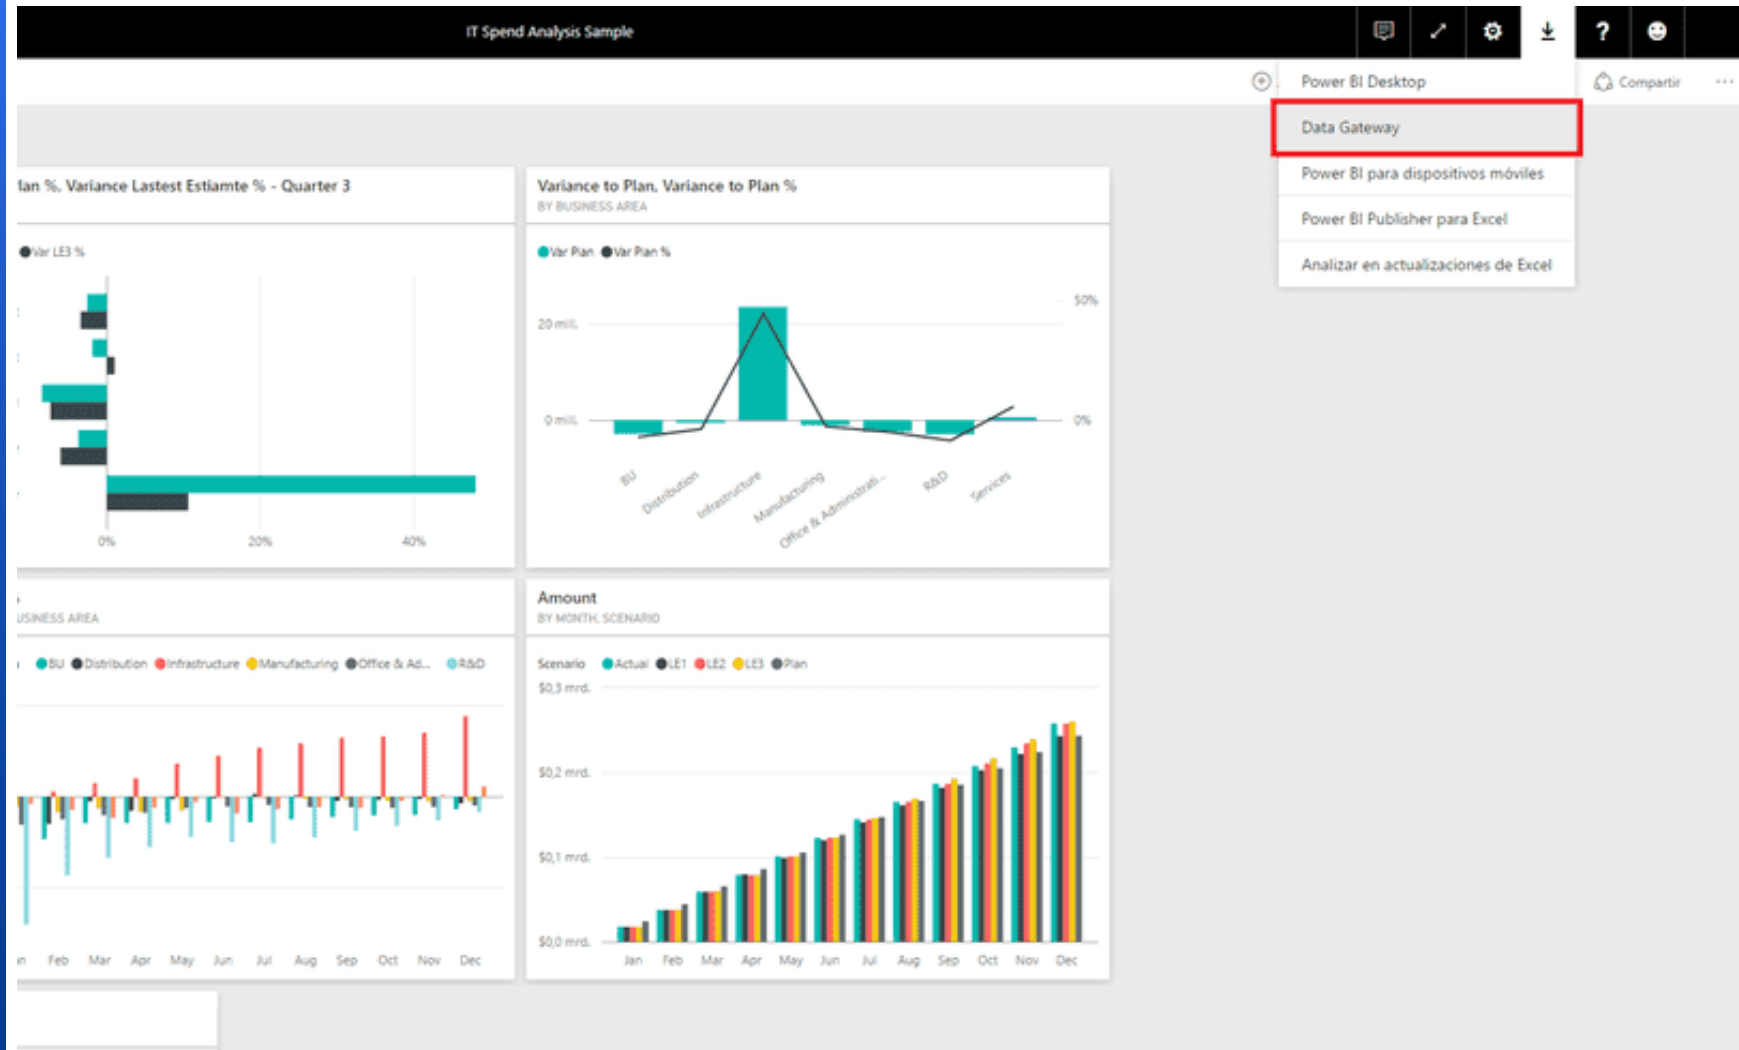 IT Spend Analysis Sample
?
Power BI Desktop
Compartir
Data Gateway
Power BI para dispositivos móviles
Power BI Publisher para Excel
Analizar en actualizaciones de Excel
lan %, Variance Lastest Estiamte % - Quarter 3
Var LE3 %
0%
20%
40%
Variance to Plan, Variance to Plan %
BY BUSINESS AREA
Var Plan Var Plan %
50%
20 mill.
0 mill.
0%
BU
Distribution
Infrastructure
Manufacturing
Office & Administrati...
R&D
Services
USINESS AREA
BU Distribution Infrastructure Manufacturing Office & Ad... R&D
Feb Mar Apr May Jun Jul Aug Sep Oct Nov Dec
Amount
BY MONTH, SCENARIO
Scenario Actual LE1 LE2 LE3 Plan
$0,3 mrd.
$0,2 mrd.
$0,1 mrd.
$0,0 mrd.
Jan Feb Mar Apr May Jun Jul Aug Sep Oct Nov Dec